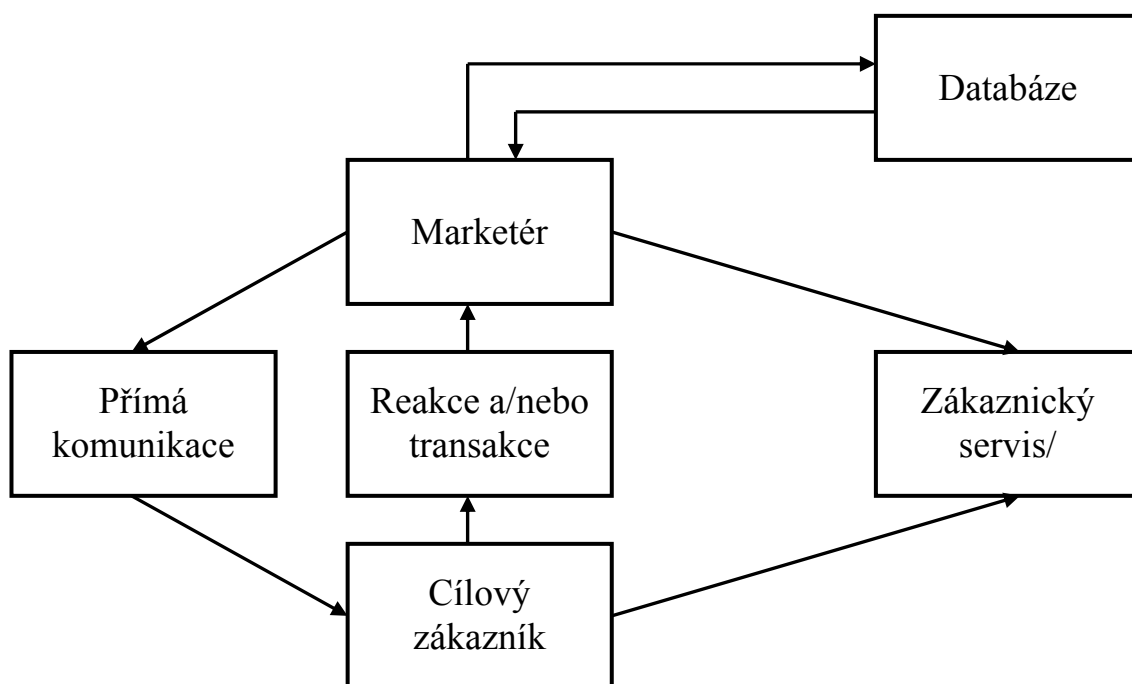 Databáze
Marketér
Přímá
komunikace
Reakce a/nebo
transakce
Zákaznický
servis/
Cílový
zákazník